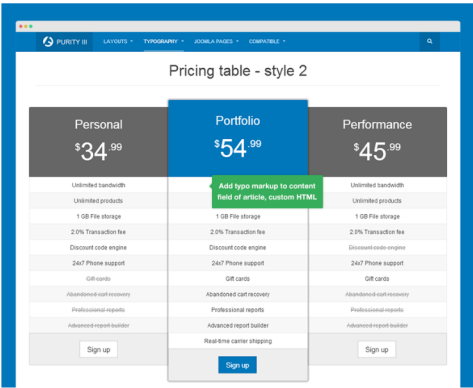 PURITY III LAYOUTS TYPOGRAPHY JOOMLA PAGES COMPATIBLE
Pricing table - style 2
Personal
$34.99
Unlimited bandwidth
Unlimited products
1 GB File storage
2.0% Transaction fee
Discount code engine
24x7 Phone support
Gift cards
Abandoned cart recovery
Professional reports
Advanced report builder
Sign up
Portfolio
$54.99
Add typo markup to content
field of article, custom HTML
1 GB File storage
2.0% Transaction fee
Discount code engine
24x7 Phone support
Gift cards
Abandoned cart recovery
Professional reports
Advanced report builder
Real-time carrier shipping
Sign up
Performance
$45.99
Unlimited bandwidth
Unlimited products
1 GB File storage
2.0% Transaction fee
Discount code engine
24x7 Phone support
Gift cards
Abandoned cart recovery
Professional reports
Advanced report builder
Sign up